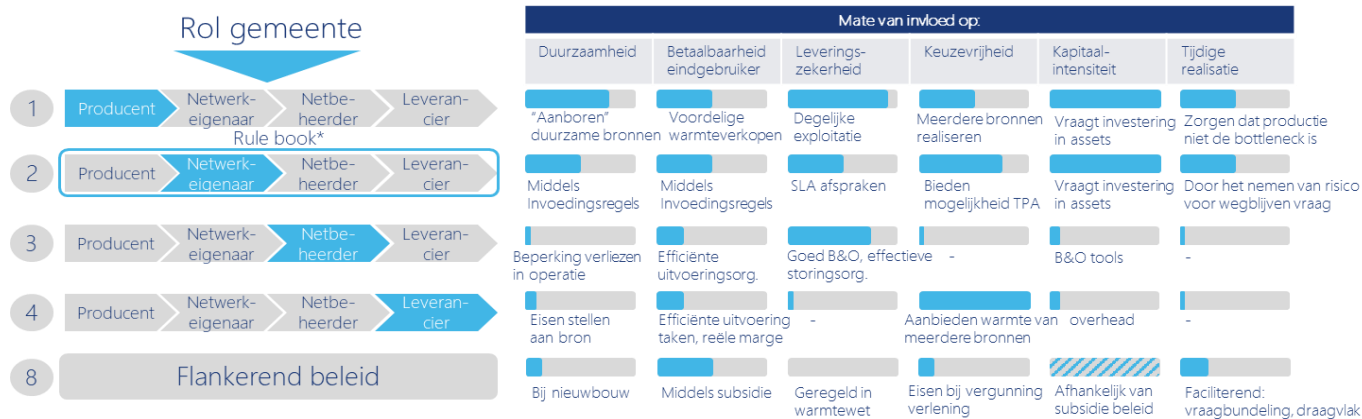 Rol gemeente
Mate van invloed op:
Duurzaamheid
Betaalbaarheid
eindgebruiker
Leverings-
zekerheid
Keuzevrijheid
Kapitaal-
intensiteit
Tijdige
realisatie
1
Producent
Netwerk-
eigenaar
Netbe-
heerder
Leveran-
cier
"Aanboren"
duurzame bronnen
Voordelige
warmteverkopen
Degelijke
exploitatie
Meerdere bronnen
realiseren
Vraagt investering
in assets
Zorgen dat productie
niet de bottleneck is
Rule book*
2
Producent
Netwerk-
eigenaar
Netbe-
heerder
Leveran-
cier
Middels
Invoedingsregels
Middels
Invoedingsregels
SLA afspraken
Bieden
mogelijkheid TPA
Vraagt investering
in assets
Door het nemen van risico
voor wegblijven vraag
3
Producent
Netwerk-
eigenaar
Netbe-
heerder
Leveran-
cier
Beperking verliezen
in operatie
Efficiënte
uitvoeringsorg.
Goed B&O, effectieve
storingsorg.
-
B&O tools
-
4
Producent
Netwerk-
eigenaar
Netbe-
heerder
Leveran-
cier
Eisen stellen
aan bron
Efficiënte uitvoering
taken, reële marge
-
Aanbieden warmte van
meerdere bronnen
overhead
-
8
Flankerend beleid
Bij nieuwbouw
Middels subsidie
Geregeld in
warmtewet
Eisen bij vergunning
verlening
Afhankelijk van
subsidie beleid
Faciliterend:
vraagbundeling, draagvlak